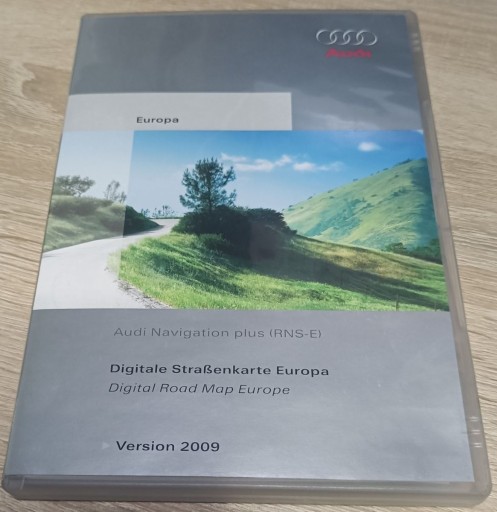 Audi
Europa
Audi Navigation plus (RNS-E)
Digitale Straßenkarte Europa
Digital Road Map Europe
Version 2009